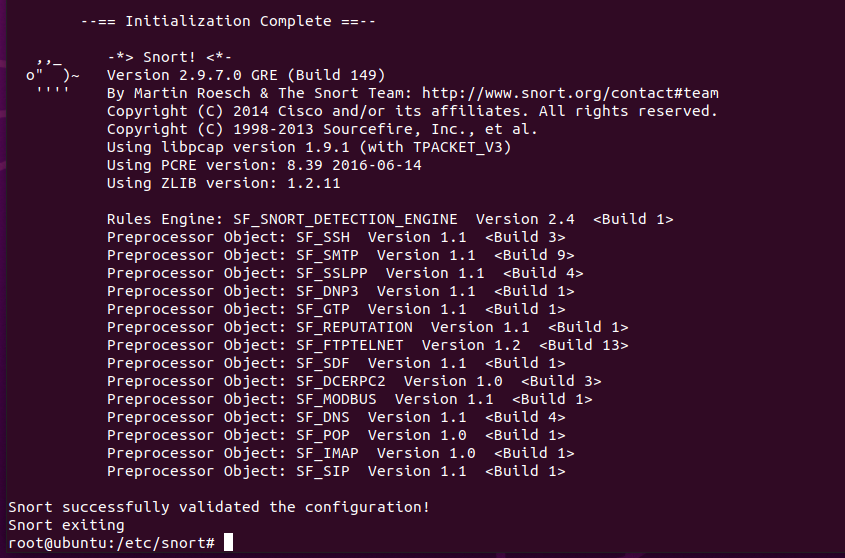 --== Initialization Complete ==--
,,_ -*> Snort! <*-
o" )~ Version 2.9.7.0 GRE (Build 149)
'''' By Martin Roesch & The Snort Team: http://www.snort.org/contact#team
Copyright (C) 2014 Cisco and/or its affiliates. All rights reserved.
Copyright (C) 1998-2013 Sourcefire, Inc., et al.
Using libpcap version 1.9.1 (with TPACKET_V3)
Using PCRE version: 8.39 2016-06-14
Using ZLIB version: 1.2.11
Rules Engine: SF_SNORT_DETECTION_ENGINE Version 2.4 <Build 1>
Preprocessor Object: SF_SSH Version 1.1 <Build 3>
Preprocessor Object: SF_SMTP Version 1.1 <Build 9>
Preprocessor Object: SF_SSLPP Version 1.1 <Build 4>
Preprocessor Object: SF_DNP3 Version 1.1 <Build 1>
Preprocessor Object: SF_GTP Version 1.1 <Build 1>
Preprocessor Object: SF_REPUTATION Version 1.1 <Build 1>
Preprocessor Object: SF_FTPTELNET Version 1.2 <Build 13>
Preprocessor Object: SF_SDF Version 1.1 <Build 1>
Preprocessor Object: SF_DCERPC2 Version 1.0 <Build 3>
Preprocessor Object: SF_MODBUS Version 1.1 <Build 1>
Preprocessor Object: SF_DNS Version 1.1 <Build 4>
Preprocessor Object: SF_POP Version 1.0 <Build 1>
Preprocessor Object: SF_IMAP Version 1.0 <Build 1>
Preprocessor Object: SF_SIP Version 1.1 <Build 1>
Snort successfully validated the configuration!
Snort exiting
root@ubuntu:/etc/snort#